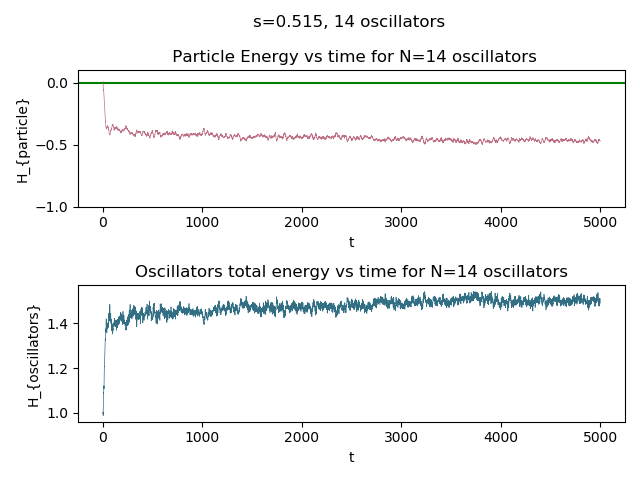 s=0.515, 14 oscillators
Particle Energy vs time for N=14 oscillators
0.0
−0.5
−1.0
H_{particle}
0 1000 2000 3000 4000 5000
t
Oscillators total energy vs time for N=14 oscillators
1.4
1.2
1.0
H_{oscillators}
0 1000 2000 3000 4000 5000
t